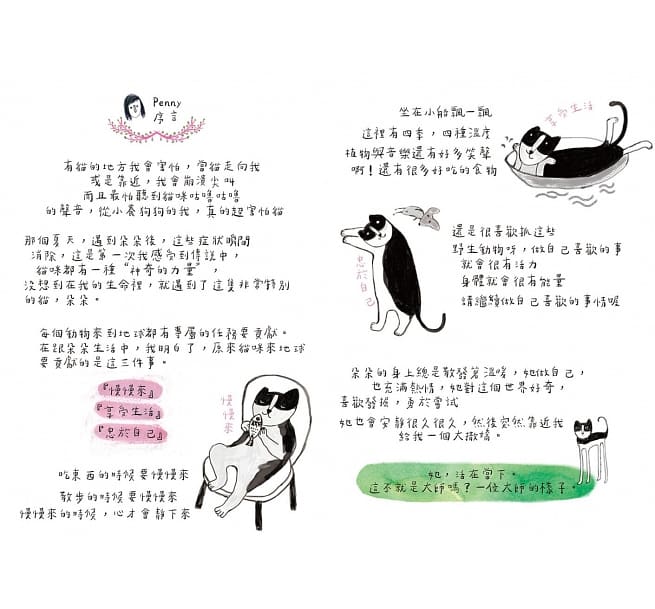 Penny
序言
有貓的地方我會害怕，當貓走向我
或是靠近，我會崩潰尖叫
而且最怕聽到貓咪咕嚕咕嚕
的聲音，從小養狗狗的我，真的超害怕貓
那個夏天，遇到朵朵後，這些症狀瞬間
消除，這是第一次我感受到傳說中，
貓咪都有一種“神奇的力量”，
沒想到在我的生命裡，就遇到了這隻非常特別
的貓，朵朵。
每個動物來到地球都有專屬的任務要貢獻。
在跟朵朵生活中，我明白了，原來貓咪來地球
要貢獻的是這三件事。
『慢慢來』
『享受生活』
『忠於自己』
慢慢來
吃東西的時候要慢慢來
散步的時候要慢慢來
慢慢來的時候，心才會靜下來
坐在小船飄一飄
這裡有四季，四種溫度
植物與音樂還有好多笑聲
啊！還有很多好吃的食物
享受生活
忠於自己
還是很喜歡抓這些
野生動物呀，做自己喜歡的事
就會很有活力
身體就會很有能量
請繼續做自己喜歡的事情喔
朵朵的身上總是散發著溫暖，她做自己，
也充滿熱情，她對這個世界好奇，
喜歡發掘，勇於嘗試
她也會安靜很久很久，然後突然靠近我
給我一個大撒嬌。
她，活在當下。
這不就是大師嗎？一位大師的樣子。